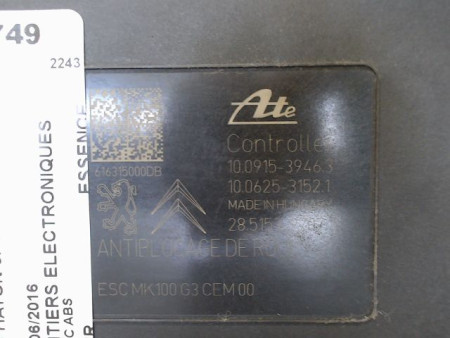 749
2243
ESSENCE
06/2016
TIERS ELECTRONIQUES
C ABS
Ate
Controlle
10.0915-3946.3
10.0625-3152.1
MADE IN HUNGARY
28.515
616315000DB
ANTIBLOCAGE DE RO
ESC MK100 G3 CEM 00